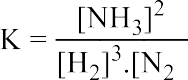 K = [NH₃]²
[H₂]³.[N₂